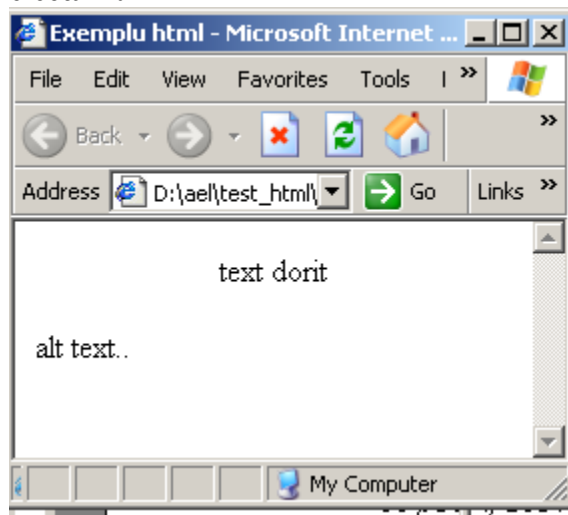 Exemplu html - Microsoft Internet ...
File Edit View Favorites Tools »
Back »
Address D:\ael\test_html\ Go Links »
text dorit
alt text..
My Computer